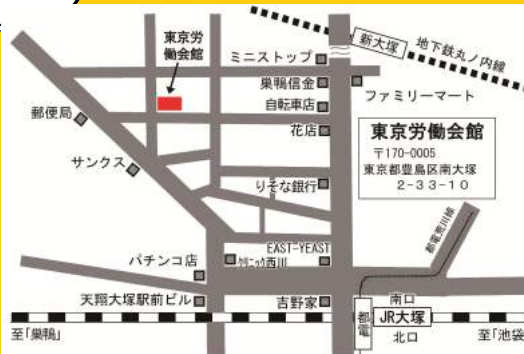 東京労
働会館
ミニストップ
新大塚
地下鉄丸ノ内線
巣鴨信金
ファミリーマート
自転車店
郵便局
花店
東京労働会館
〒170-0005
東京都豊島区南大塚
2-33-10
サンクス
りそな銀行
都電荒川線
EAST-YEAST
クリニック西川
パチンコ店
天翔大塚駅前ビル
吉野家
南口
都電
JR大塚
至「巣鴨」
北口
至「池袋